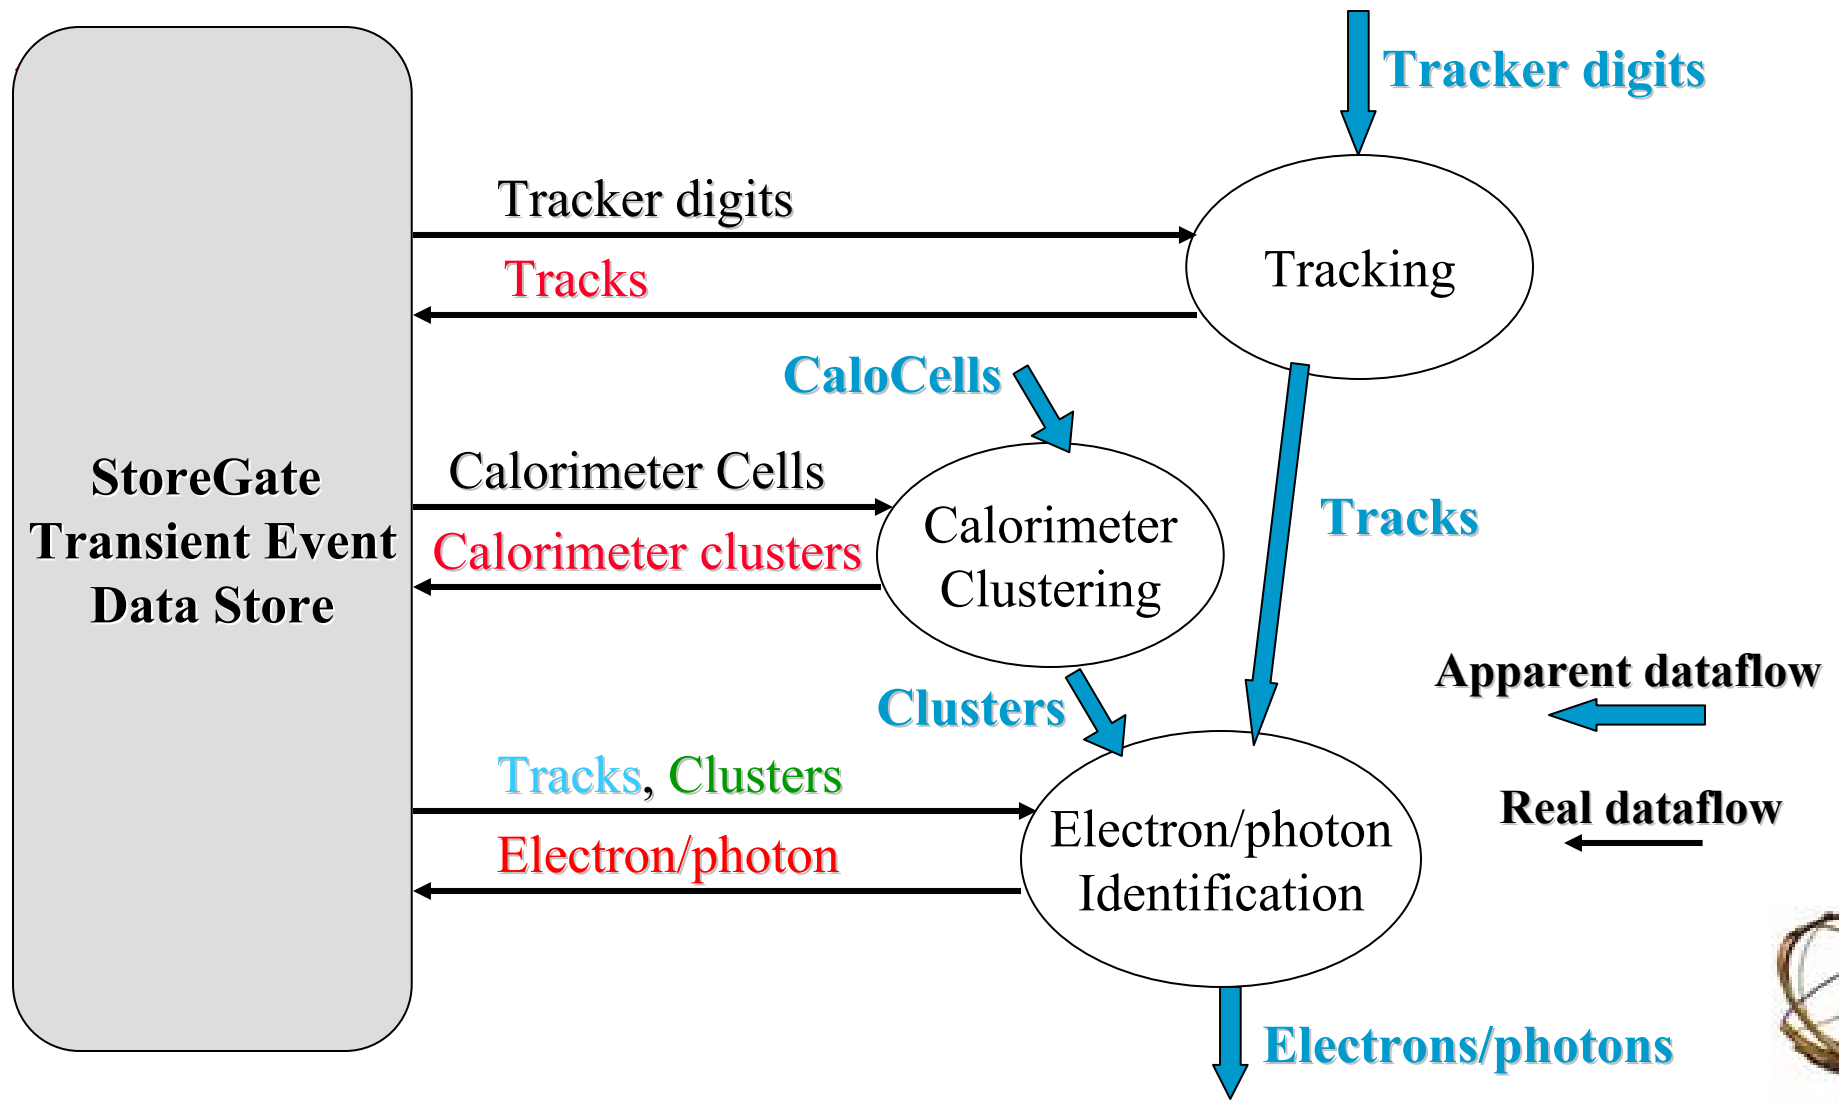 Tracker digits
Tracker digits
Tracking
Tracks
CaloCells
StoreGate
Transient Event
Data Store
Calorimeter Cells
Calorimeter
Clustering
Calorimeter clusters
Tracks
Clusters
Apparent dataflow
Tracks, Clusters
Electron/photon
Electron/photon
Identification
Real dataflow
Electrons/photons